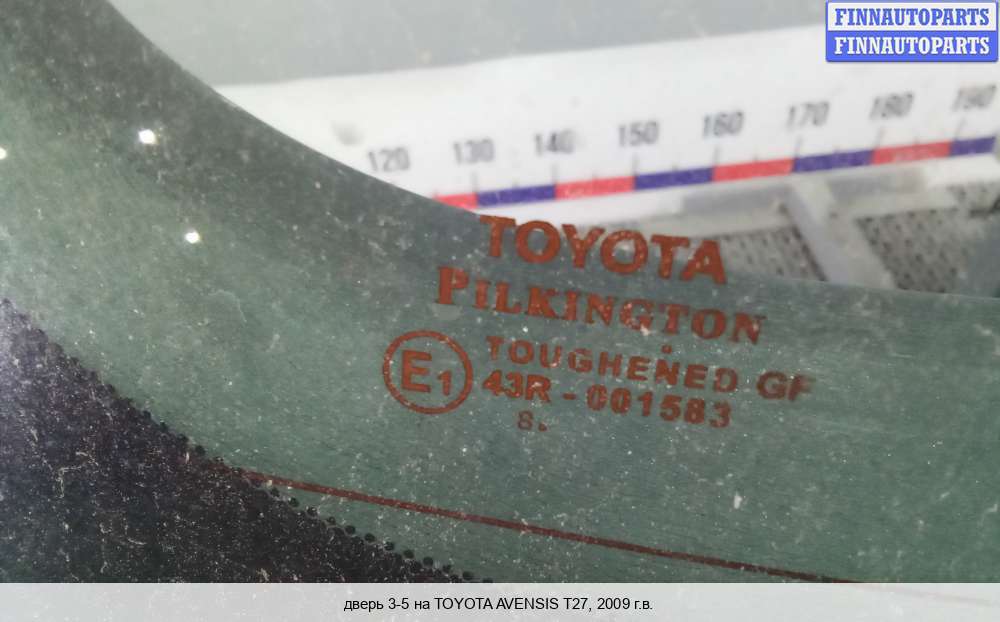 FINNAUTOPARTS
FINNAUTOPARTS
120 130 140 150 160 170 180 190
TOYOTA
PILKINGTON
TOUGHENED GF
E1 43R - 001583
8.
дверь 3-5 на TOYOTA AVENSIS T27, 2009 г.в.